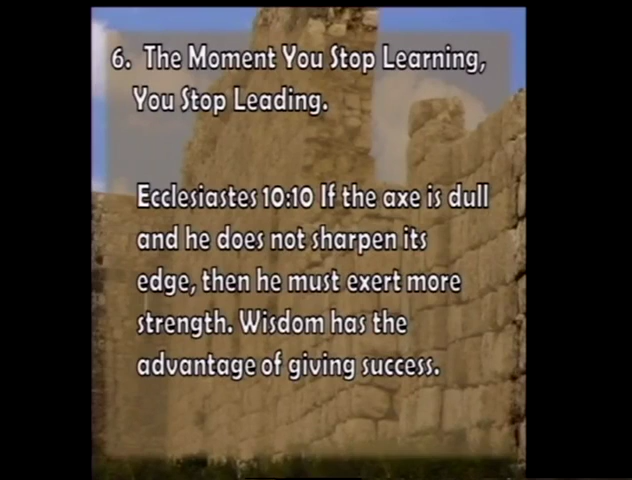 6. The Moment You Stop Learning,
You Stop Leading.
Ecclesiastes 10:10 If the axe is dull
and he does not sharpen its
edge, then he must exert more
strength. Wisdom has the
advantage of giving success.